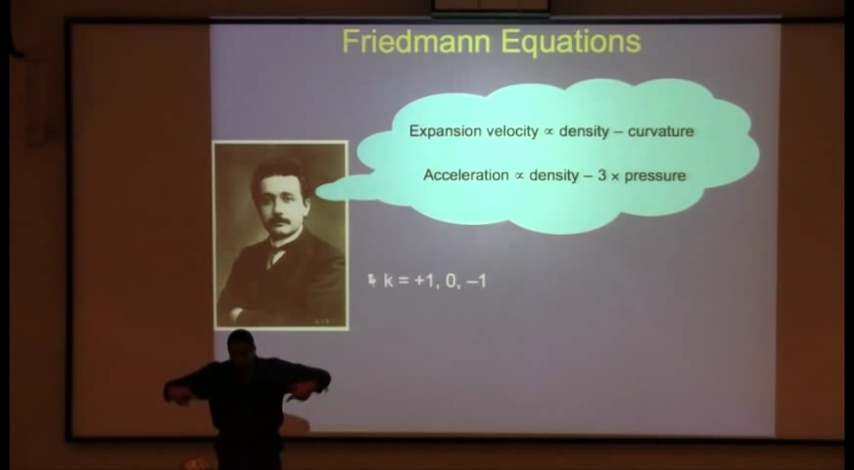 Friedmann Equations
Expansion velocity ∝ density – curvature
Acceleration ∝ density – 3 × pressure
k = +1, 0, –1